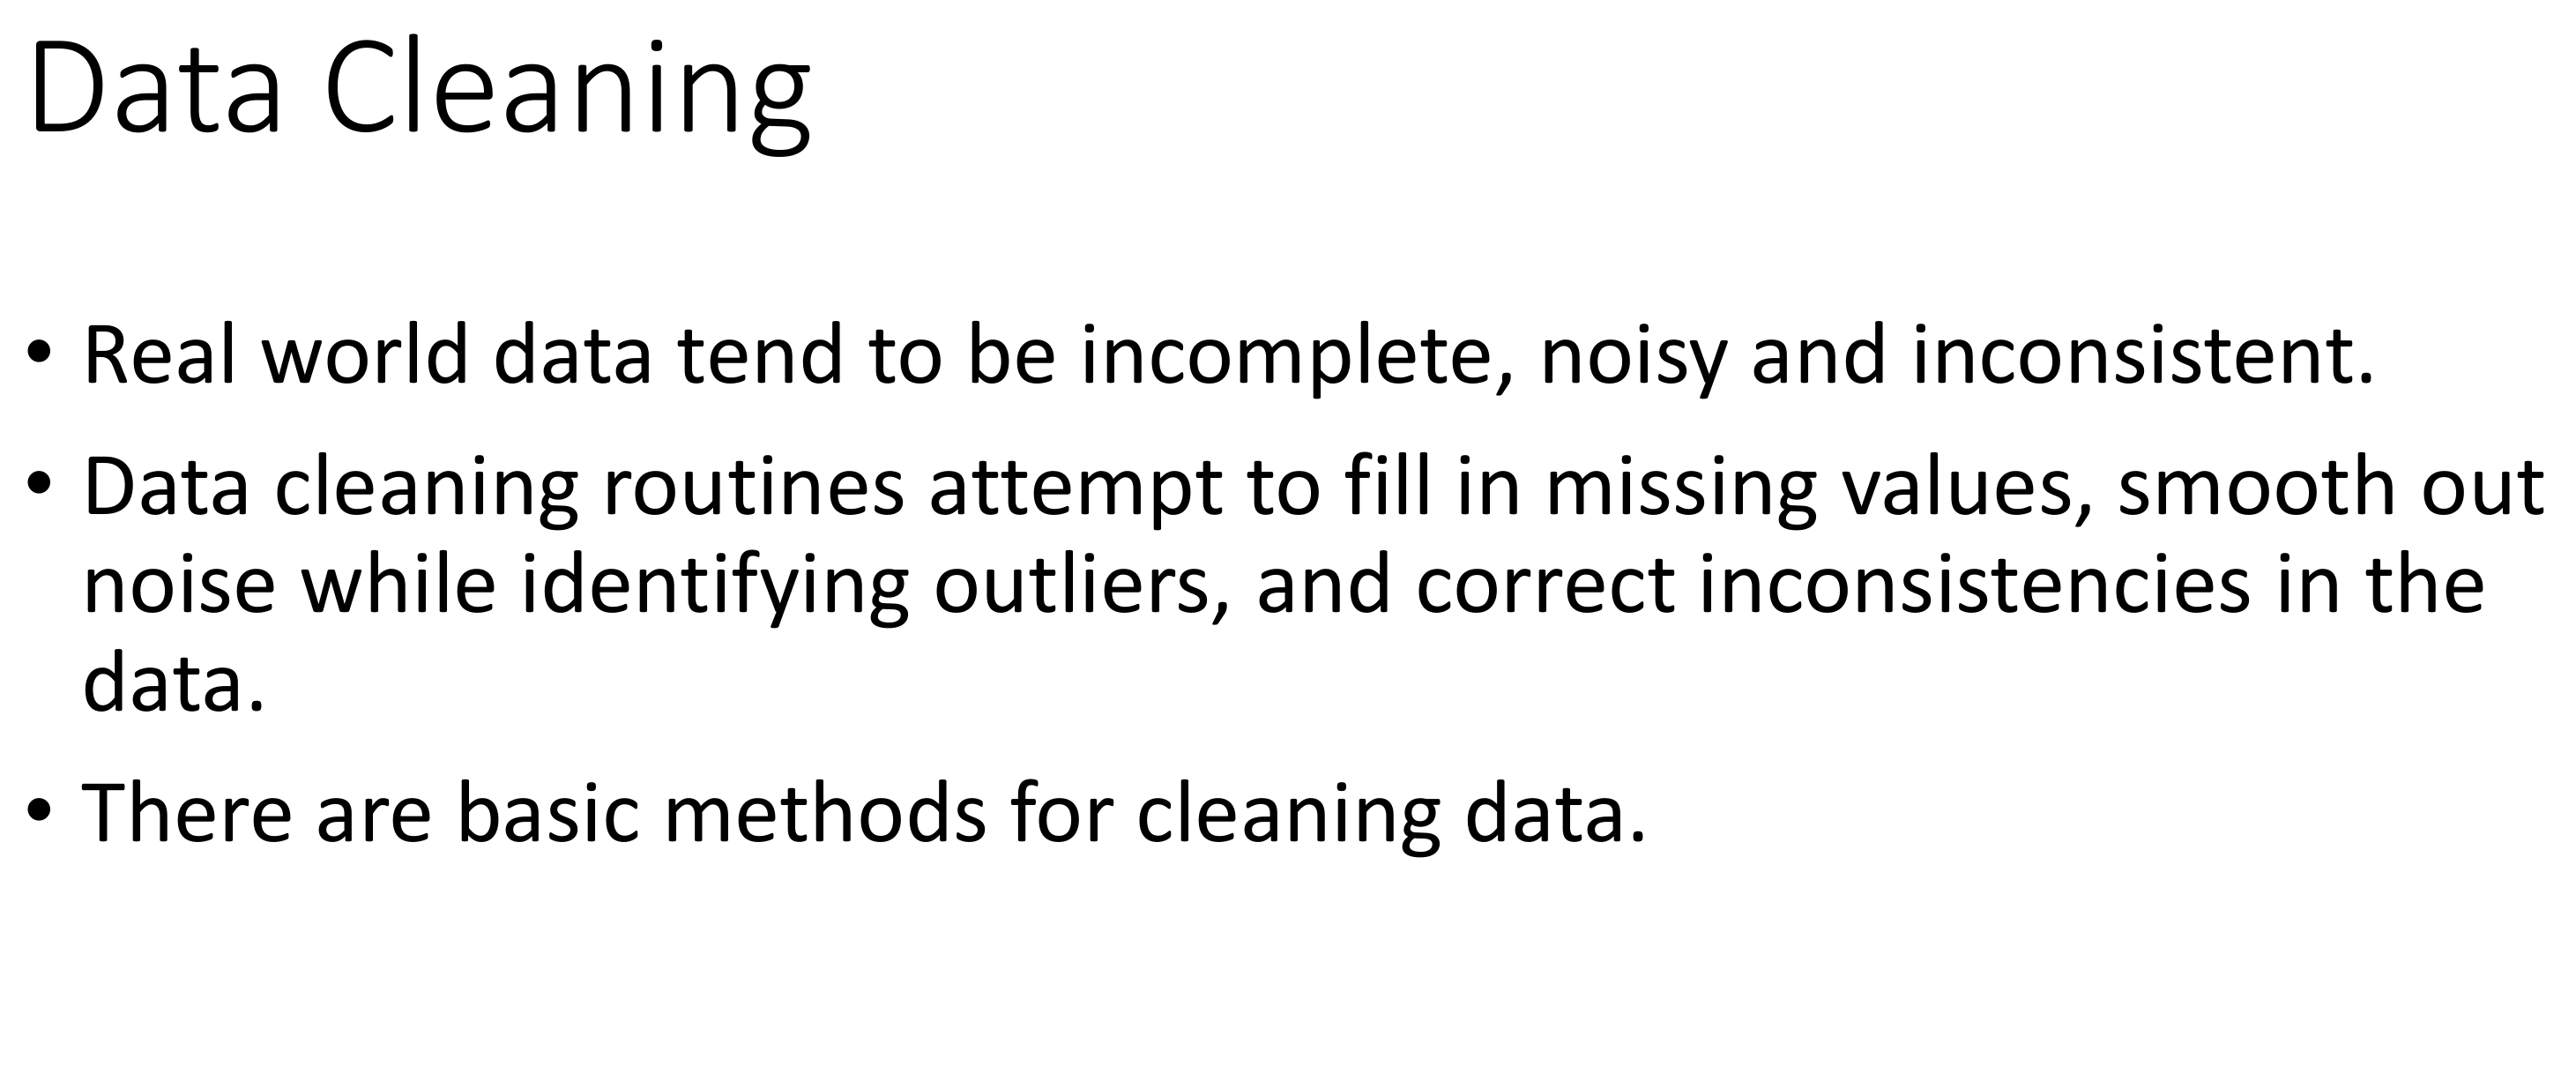 Data Cleaning
• Real world data tend to be incomplete, noisy and inconsistent.
• Data cleaning routines attempt to fill in missing values, smooth out
noise while identifying outliers, and correct inconsistencies in the
data.
• There are basic methods for cleaning data.